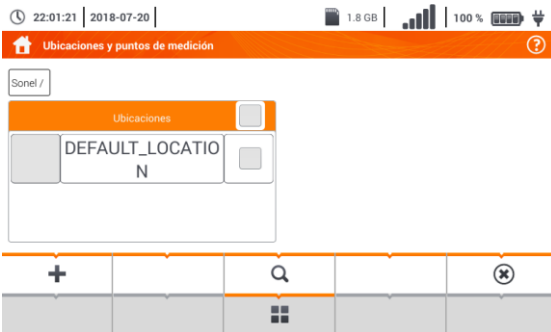 22:01:21 2018-07-20 1.8 GB 100 %
Ubicaciones y puntos de medición
Sonel /
Ubicaciones
DEFAULT_LOCATIO
N